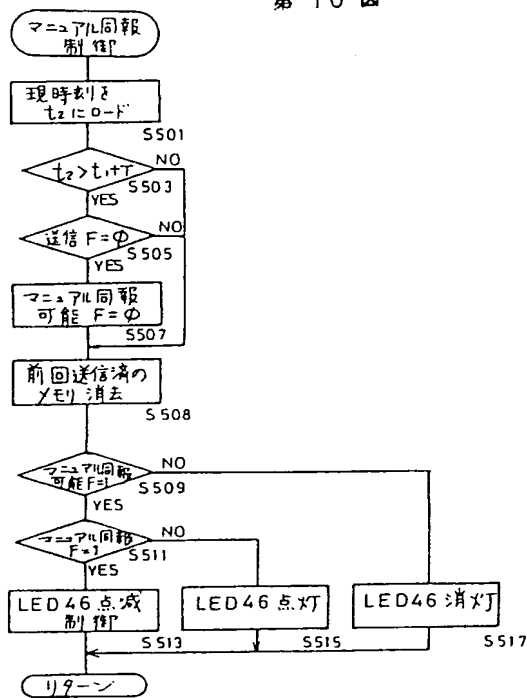 第10図
マニュアル同報
制御
現時刻を
t₂にロード
S501
t₂>t₁+T
NO
S503
YES
送信F=φ
NO
S505
YES
マニュアル同報
可能F=φ
S507
前回送信済の
メモリ消去
S508
マニュアル同報
可能F=1
NO
S509
YES
マニュアル同報
F=1
NO
S511
YES
LED46点滅
制御
S513
LED46点灯
S515
LED46消灯
S517
リターン